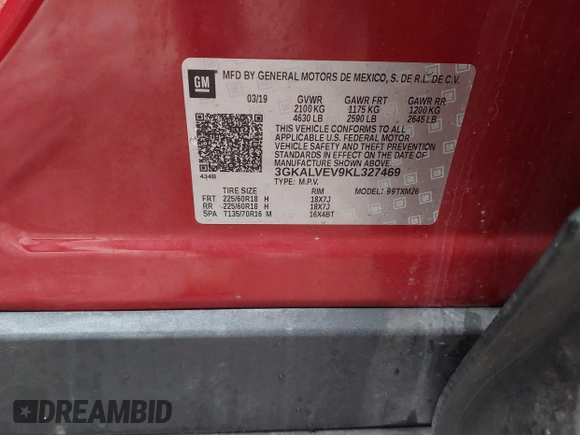 GM
MFD BY GENERAL MOTORS DE MEXICO, S. DE R.L. DE C.V.
03/19 GVWR GAWR FRT GAWR RR
2100 KG 1175 KG 1200 KG
4630 LB 2590 LB 2645 LB
THIS VEHICLE CONFORMS TO ALL
APPLICABLE U.S. FEDERAL MOTOR
VEHICLE SAFETY AND THEFT PREVENTION
STANDARDS IN EFFECT ON THE DATE OF
MANUFACTURE SHOWN ABOVE.
434B
3GKALVEV9KL327469
TYPE: M.P.V. MODEL: 99TXM26
TIRE SIZE RIM
FRT 225/60R18 H 18X7J
RR 225/60R18 H 18X7J
SPA T135/70R16 M 16X4BT
DREAMBID